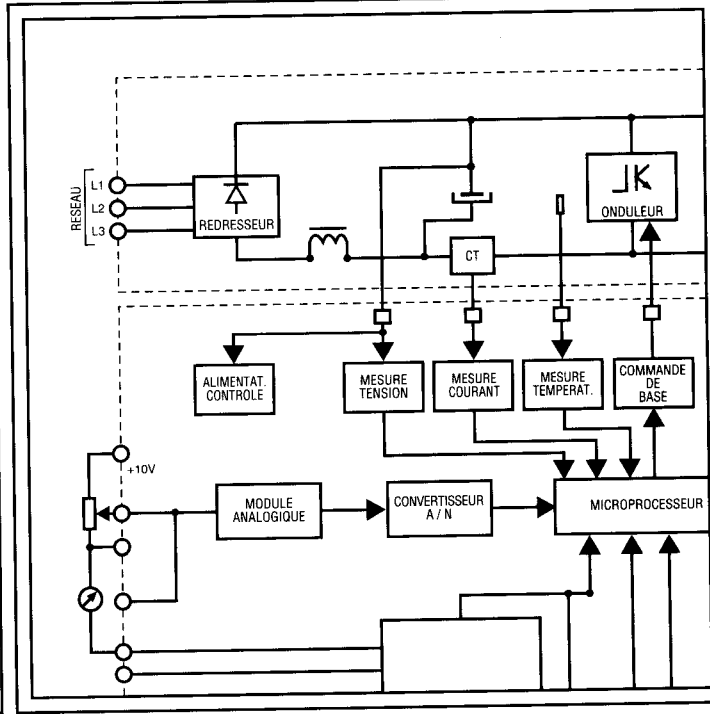 RESEAU
L1
L2
L3
REDRESSEUR
ONDULEUR
CT
ALIMENTAT.
CONTROLE
MESURE
TENSION
MESURE
COURANT
MESURE
TEMPERAT.
COMMANDE
DE
BASE
+10V
MODULE
ANALOGIQUE
CONVERTISSEUR
A / N
MICROPROCESSEUR